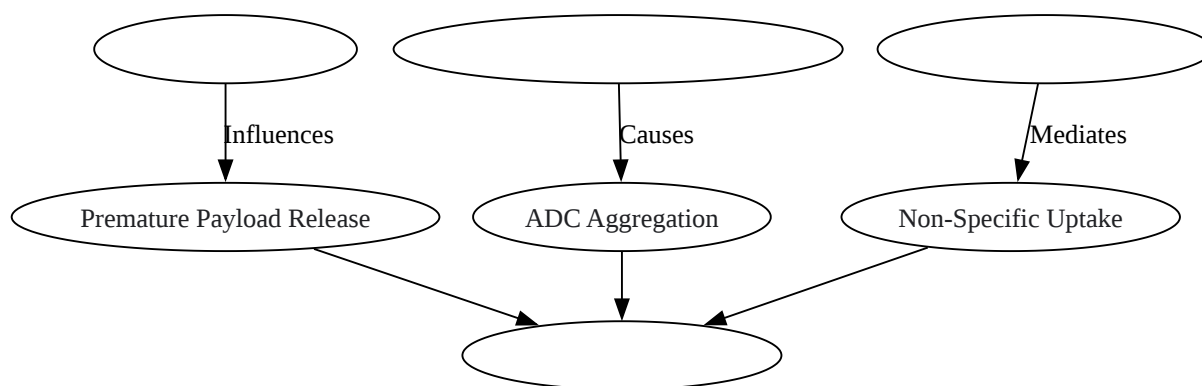 Influences
Causes
Mediates
Premature Payload Release
ADC Aggregation
Non-Specific Uptake